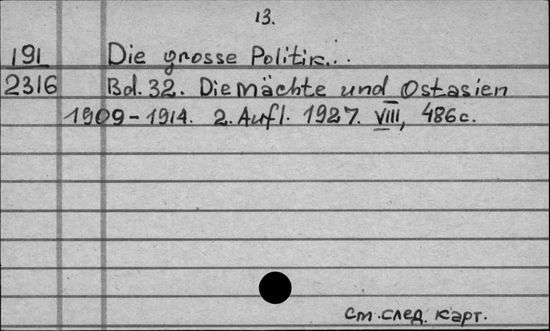 13.
191 Die grosse Politik...
2316 Bd. 32. Die Mächte und Ostasien
1909-1914. 2. Aufl. 1927. VIII, 486c.
См. след. карт.